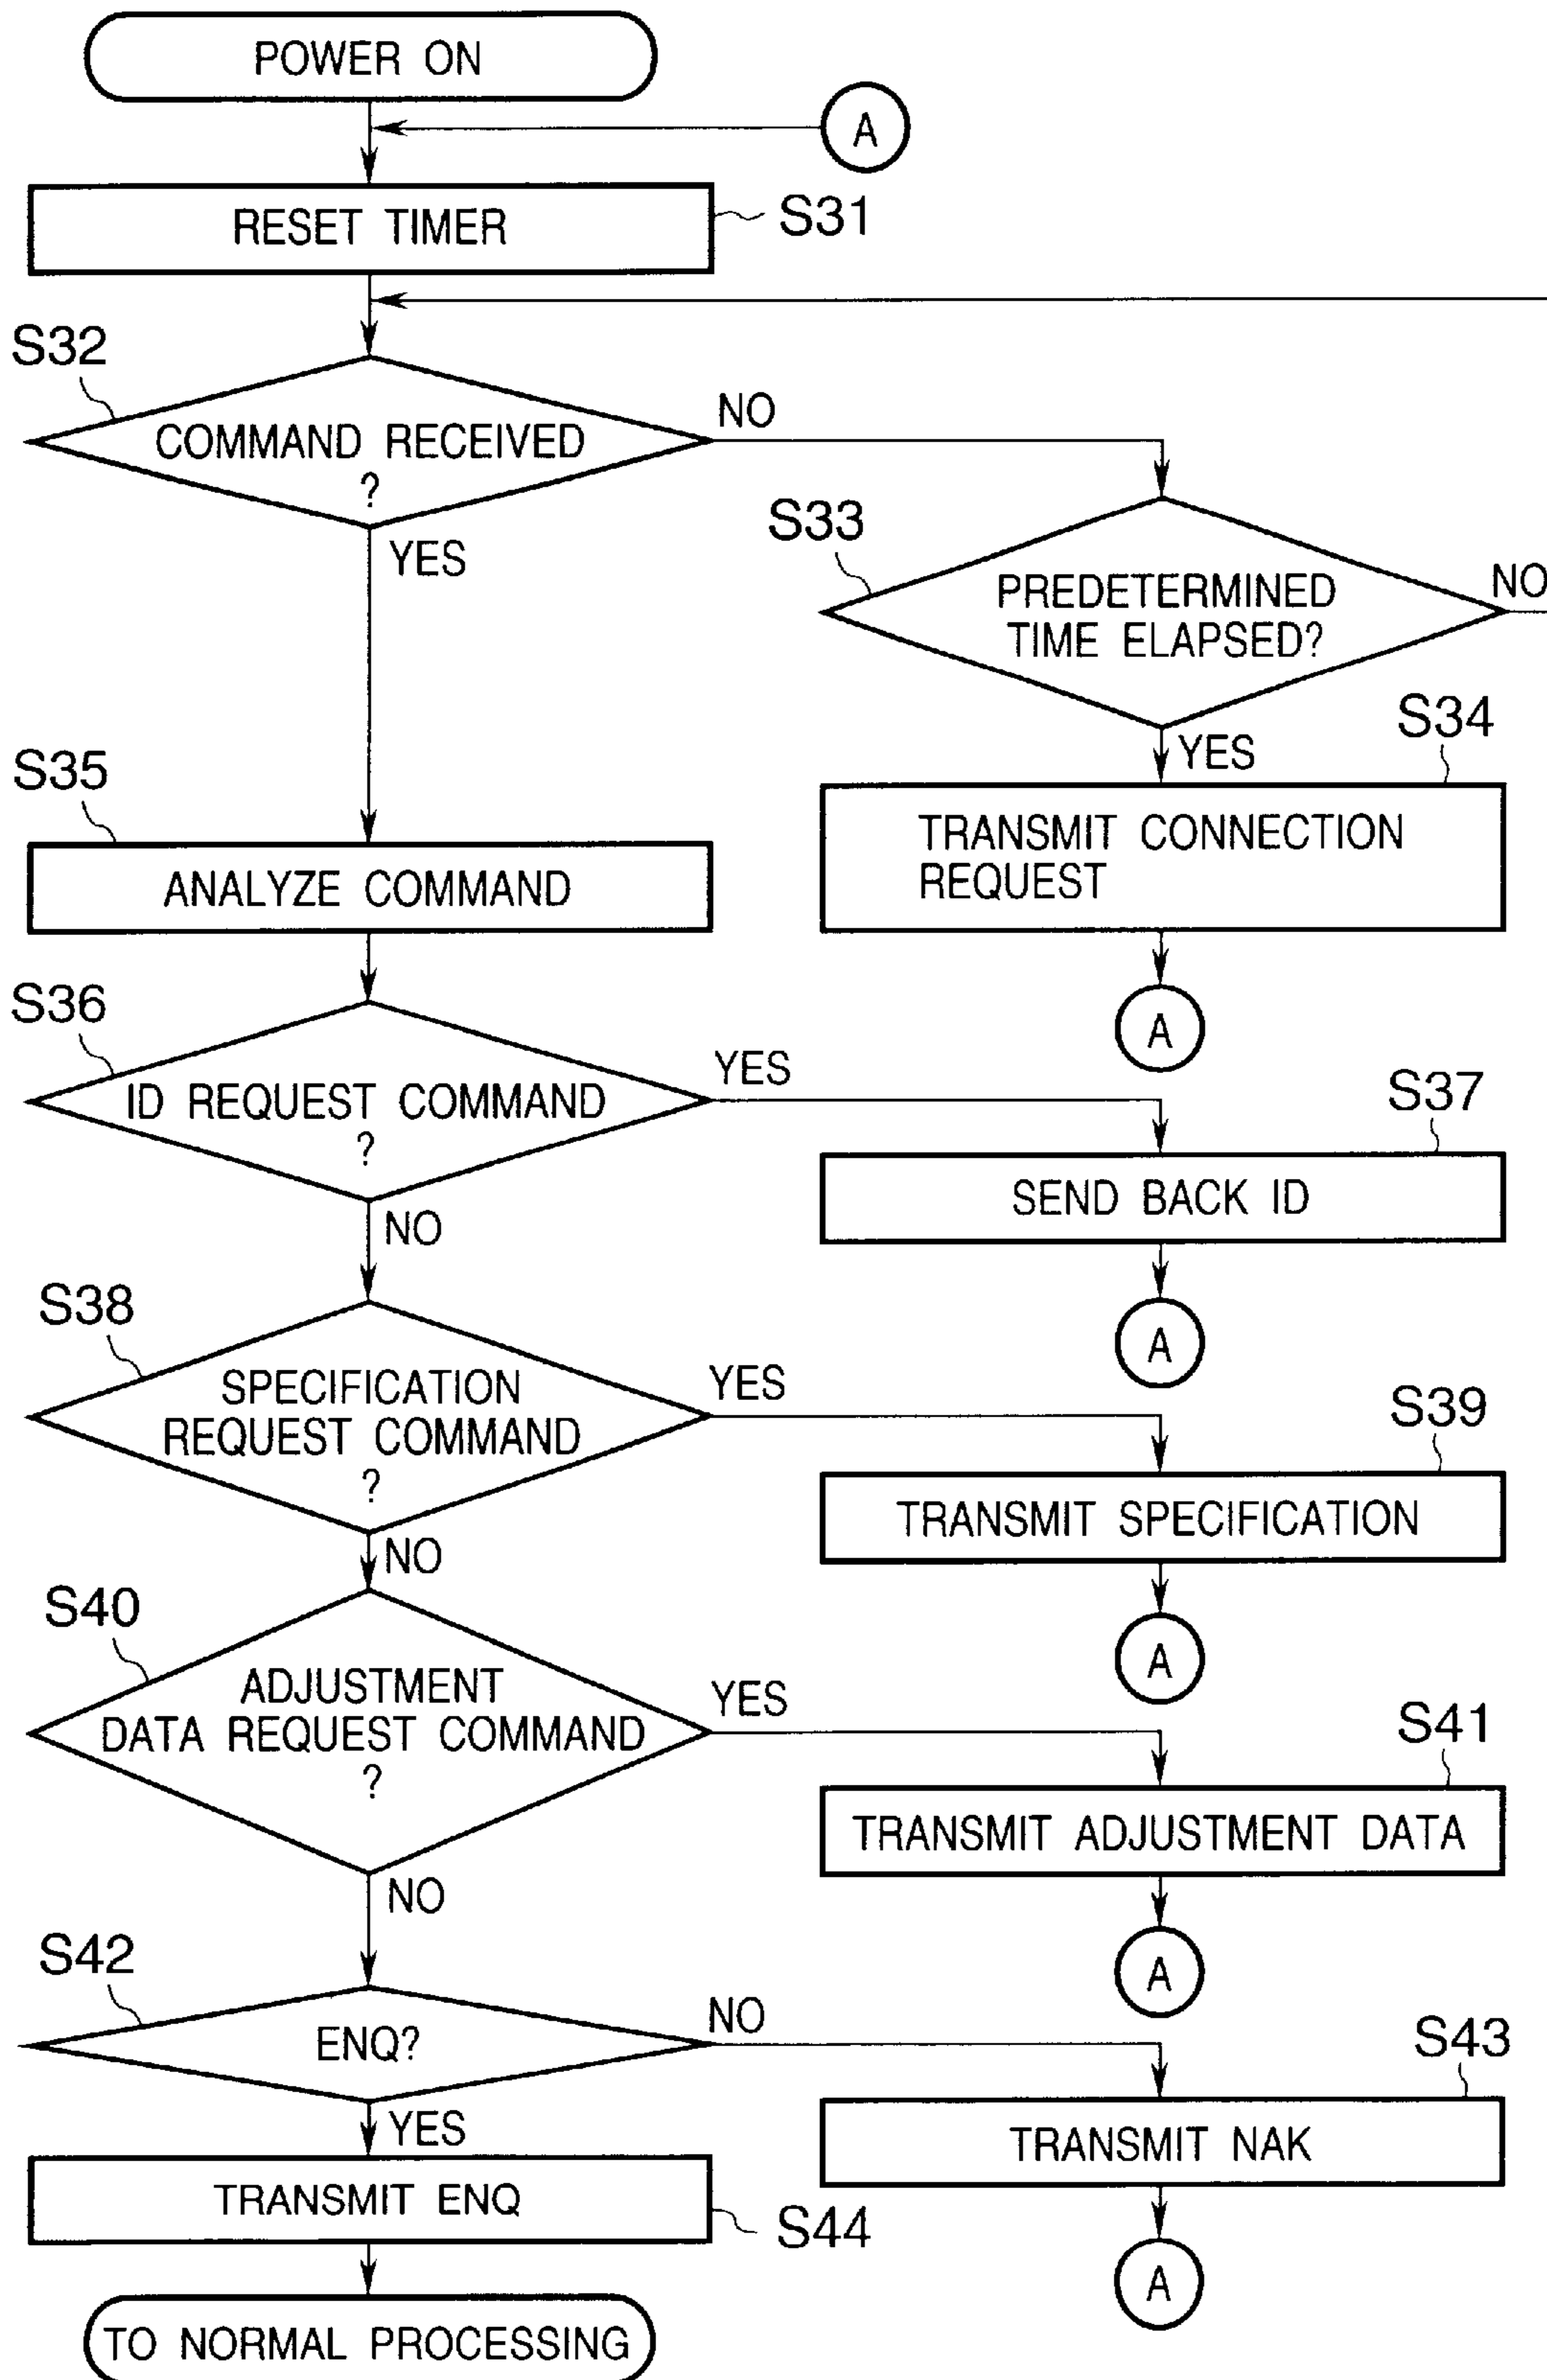 POWER ON
A
RESET TIMER
S31
S32
COMMAND RECEIVED
?
NO
YES
S33
PREDETERMINED
TIME ELAPSED?
NO
YES
S34
TRANSMIT CONNECTION
REQUEST
A
S35
ANALYZE COMMAND
S36
ID REQUEST COMMAND
?
YES
NO
S37
SEND BACK ID
A
S38
SPECIFICATION
REQUEST COMMAND
?
YES
NO
S39
TRANSMIT SPECIFICATION
A
S40
ADJUSTMENT
DATA REQUEST COMMAND
?
YES
NO
S41
TRANSMIT ADJUSTMENT DATA
A
S42
ENQ?
NO
YES
S43
TRANSMIT NAK
A
TRANSMIT ENQ
S44
TO NORMAL PROCESSING